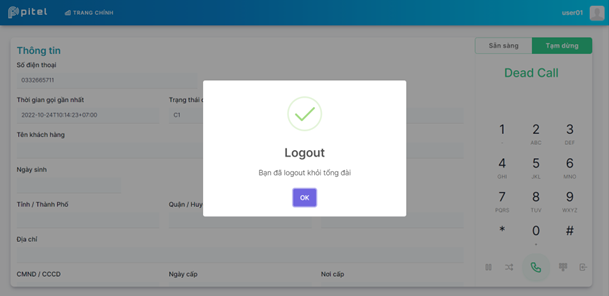 pitel
TRANG CHÍNH
user01
Thông tin
Sẵn sàng
Tạm dừng
Số điện thoại
0332665711
Dead Call
Thời gian gọi gần nhất
Trạng thái
2022-10-24T10:14:23+07:00
C1
Tên khách hàng
Logout
Bạn đã logout khỏi tổng đài
OK
Ngày sinh
Tỉnh / Thành Phố
Quận / Huy
Địa chỉ
CMND / CCCD
Ngày cấp
Nơi cấp
1
2
ABC
3
DEF
4
GHI
5
JKL
6
MNO
7
PQRS
8
TUV
9
WXYZ
*
0
+
#